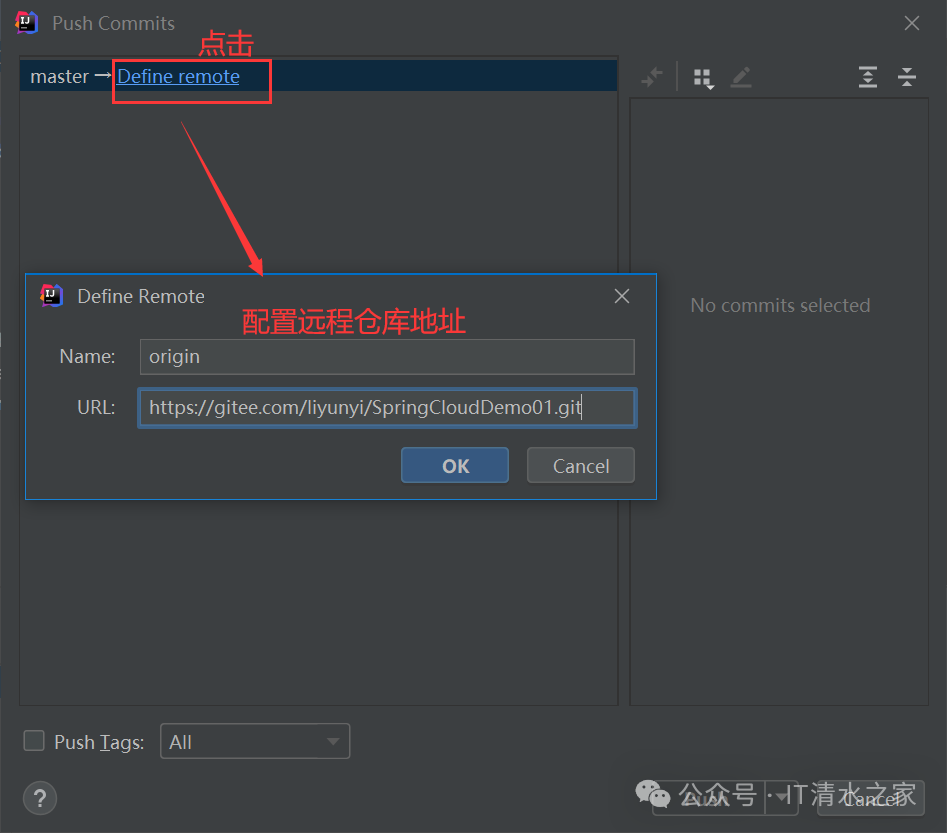 Push Commits
点击
master → Define remote
Define Remote
配置远程仓库地址
No commits selected
Name: origin
URL: https://gitee.com/liyunyi/SpringCloudDemo01.git
OK Cancel
Push Tags: All
? Push Cancel
公众号 · IT清水之家